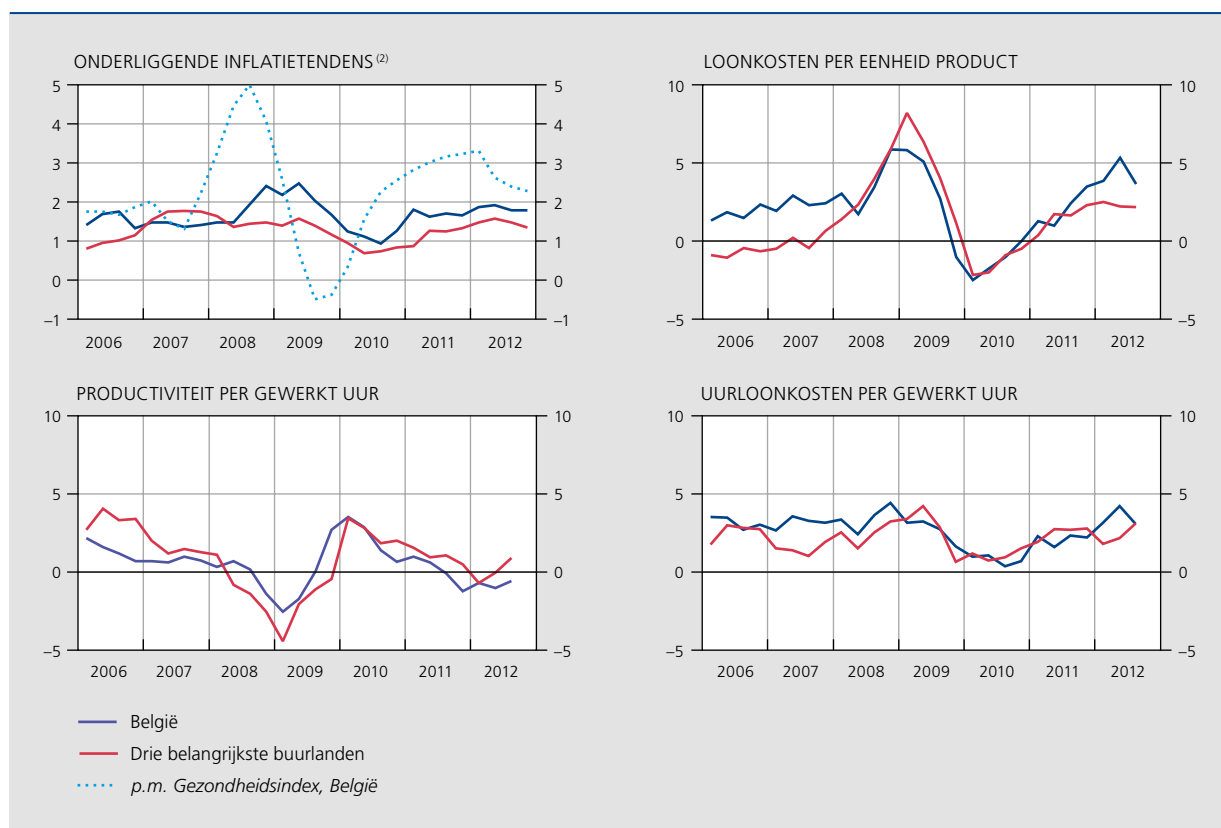 ONDERLIGGENDE INFLATIETENDENS (2)
5 5
4 4
3 3
2 2
1 1
0 0
–1 –1
2006 2007 2008 2009 2010 2011 2012
LOONKOSTEN PER EENHEID PRODUCT
10 10
5 5
0 0
–5 –5
2006 2007 2008 2009 2010 2011 2012
PRODUCTIVITEIT PER GEWERKT UUR
10 10
5 5
0 0
–5 –5
2006 2007 2008 2009 2010 2011 2012
UURLOONKOSTEN PER GEWERKT UUR
10 10
5 5
0 0
–5 –5
2006 2007 2008 2009 2010 2011 2012
België
Drie belangrijkste buurlanden
p.m. Gezondheidsindex, België